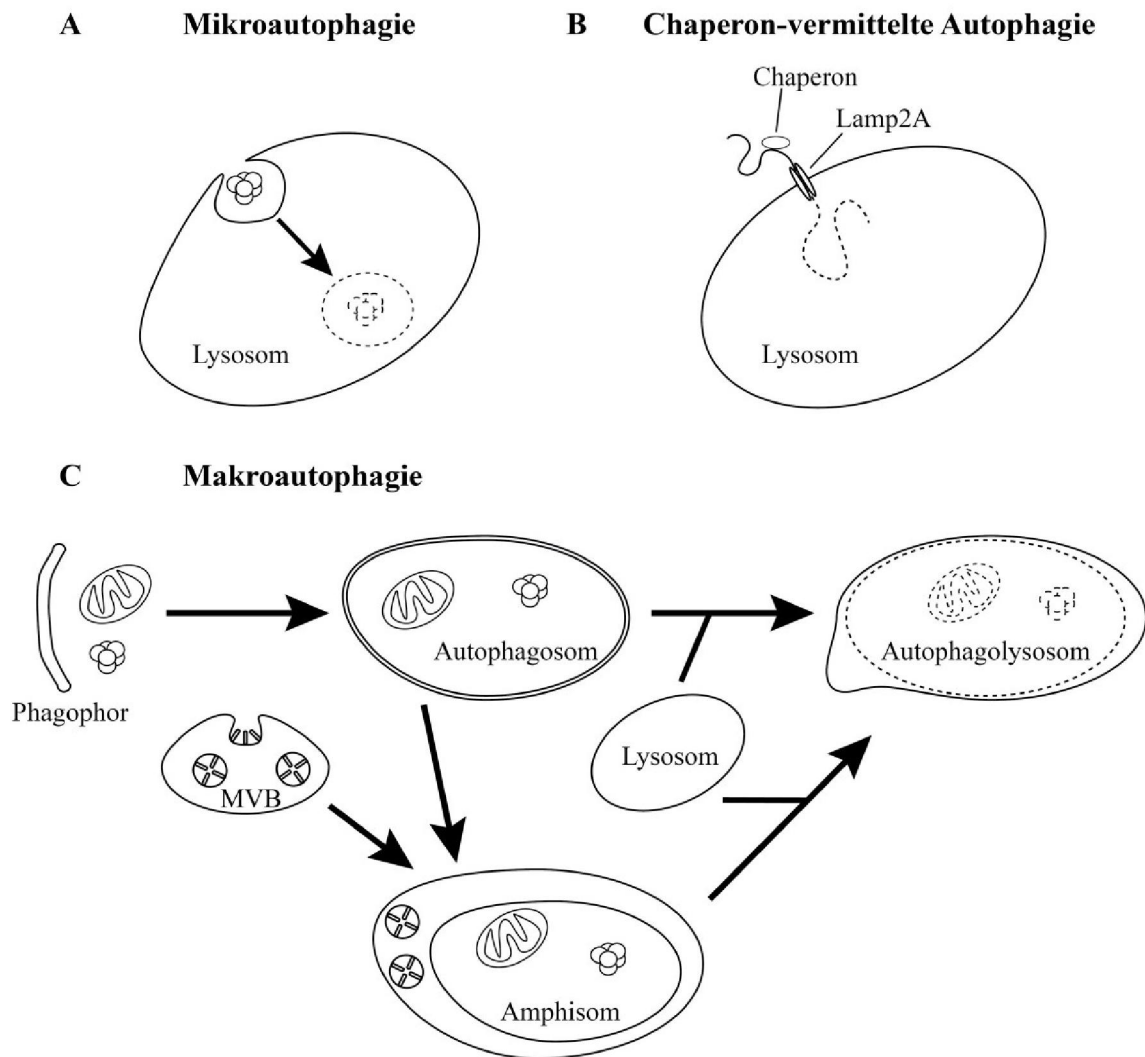 A Mikroautophagie
B Chaperon-vermittelte Autophagie
Chaperon
Lamp2A
Lysosom
Lysosom
C Makroautophagie
Phagophor
Autophagosom
Autophagolysosom
MVB
Lysosom
Amphisom